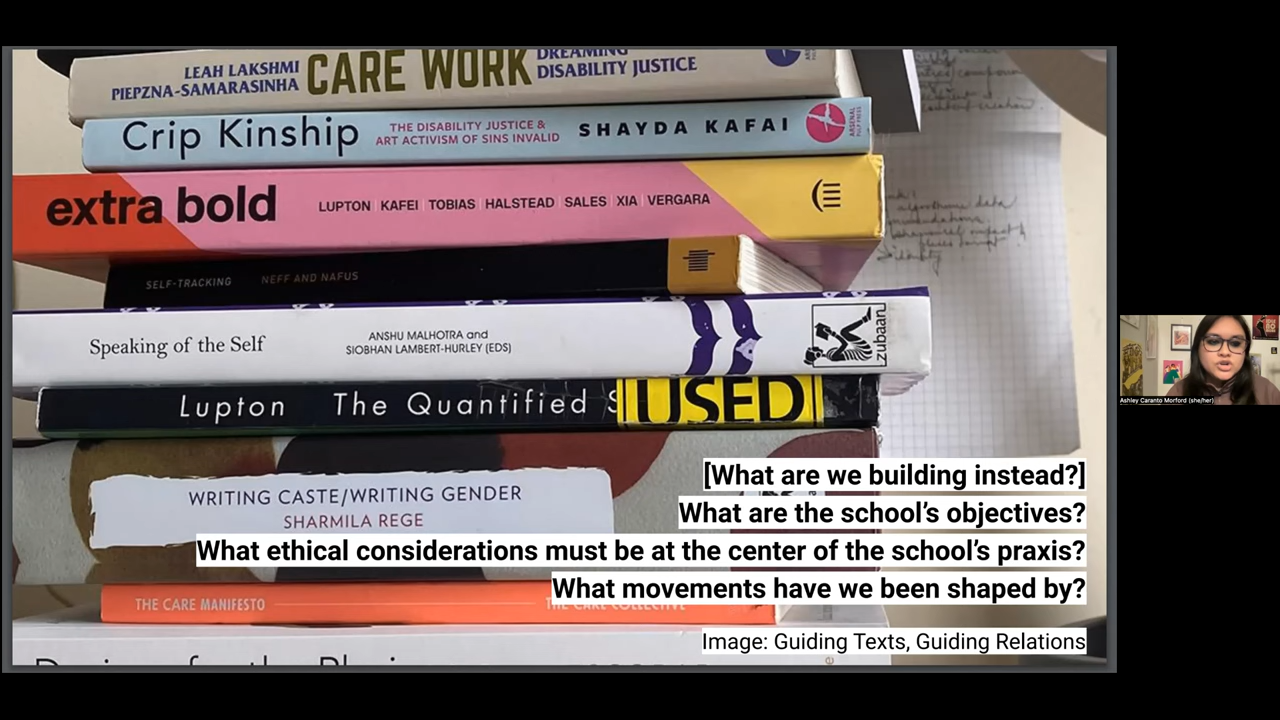 LEAH LAKSHMI
PIEPZNA-SAMARASINHA
CARE WORK
DREAMING
DISABILITY JUSTICE
Crip Kinship
THE DISABILITY JUSTICE &
ART ACTIVISM OF SINS INVALID
SHAYDA KAFAI
ARSENAL
PULP PRESS
extra bold
LUPTON KAFEI TOBIAS HALSTEAD SALES XIA VERGARA
SELF-TRACKING NEFF AND NAFUS
Speaking of the Self
ANSHU MALHOTRA and
SIOBHAN LAMBERT-HURLEY (EDS)
zubaan
Lupton The Quantified S
USED
WRITING CASTE/WRITING GENDER
SHARMILA REGE
[What are we building instead?]
What are the school's objectives?
What ethical considerations must be at the center of the school's praxis?
What movements have we been shaped by?
THE CARE MANIFESTO THE CARE COLLECTIVE
Image: Guiding Texts, Guiding Relations
Ashley Caranto Morford (she/her)